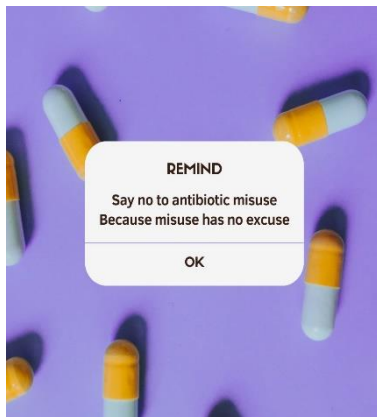 REMIND
Say no to antibiotic misuse
Because misuse has no excuse
OK